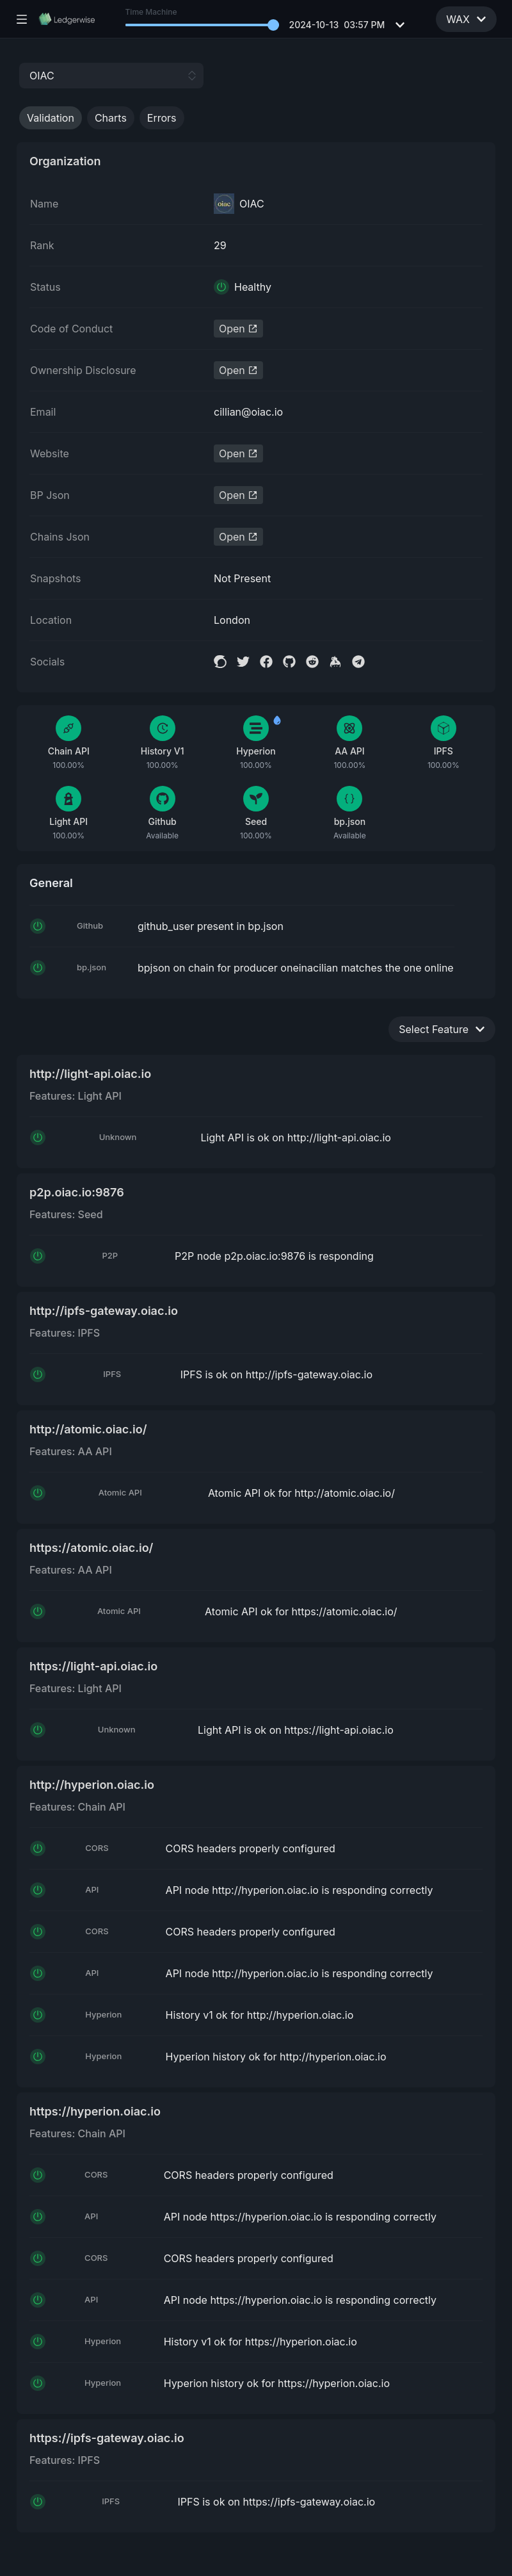 Ledgerwise
Time Machine
2024-10-13 03:57 PM
WAX
OIAC
Validation Charts Errors
Organization
Name oiac OIAC
Rank 29
Status Healthy
Code of Conduct Open
Ownership Disclosure Open
Email cillian@oiac.io
Website Open
BP Json Open
Chains Json Open
Snapshots Not Present
Location London
Socials
Chain API History V1 Hyperion AA API IPFS
100.00% 100.00% 100.00% 100.00% 100.00%
Light API Github Seed bp.json
100.00% Available 100.00% Available
General
Github github_user present in bp.json
bp.json bpjson on chain for producer oneinacilian matches the one online
Select Feature
http://light-api.oiac.io
Features: Light API
Unknown Light API is ok on http://light-api.oiac.io
p2p.oiac.io:9876
Features: Seed
P2P P2P node p2p.oiac.io:9876 is responding
http://ipfs-gateway.oiac.io
Features: IPFS
IPFS IPFS is ok on http://ipfs-gateway.oiac.io
http://atomic.oiac.io/
Features: AA API
Atomic API Atomic API ok for http://atomic.oiac.io/
https://atomic.oiac.io/
Features: AA API
Atomic API Atomic API ok for https://atomic.oiac.io/
https://light-api.oiac.io
Features: Light API
Unknown Light API is ok on https://light-api.oiac.io
http://hyperion.oiac.io
Features: Chain API
CORS CORS headers properly configured
API API node http://hyperion.oiac.io is responding correctly
CORS CORS headers properly configured
API API node http://hyperion.oiac.io is responding correctly
Hyperion History v1 ok for http://hyperion.oiac.io
Hyperion Hyperion history ok for http://hyperion.oiac.io
https://hyperion.oiac.io
Features: Chain API
CORS CORS headers properly configured
API API node https://hyperion.oiac.io is responding correctly
CORS CORS headers properly configured
API API node https://hyperion.oiac.io is responding correctly
Hyperion History v1 ok for https://hyperion.oiac.io
Hyperion Hyperion history ok for https://hyperion.oiac.io
https://ipfs-gateway.oiac.io
Features: IPFS
IPFS IPFS is ok on https://ipfs-gateway.oiac.io